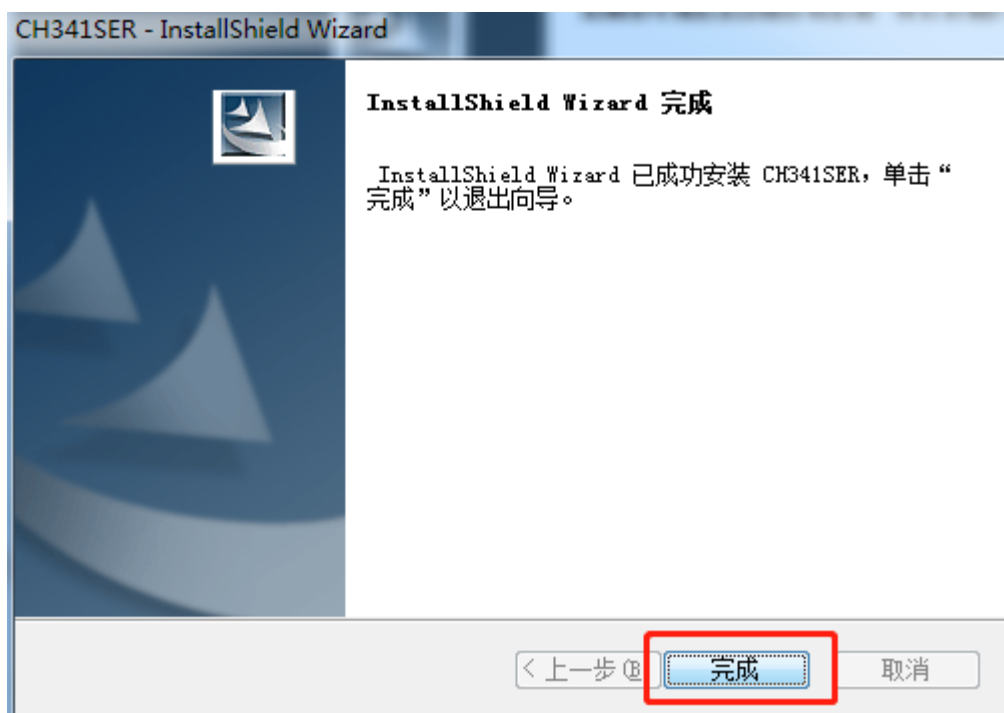 CH341SER - InstallShield Wizard
InstallShield Wizard 完成
InstallShield Wizard 已成功安装 CH341SER，单击“
完成”以退出向导。
< 上一步(B
完成
取消